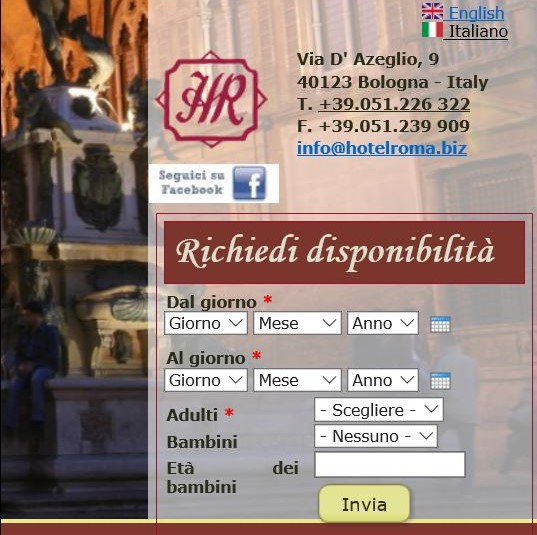 English
Italiano
HR
Via D' Azeglio, 9
40123 Bologna - Italy
T. +39.051.226 322
F. +39.051.239 909
info@hotelroma.biz
Seguici su
Facebook
f
Richiedi disponibilità
Dal giorno *
Giorno Mese Anno
Al giorno *
Giorno Mese Anno
Adulti * - Scegliere -
Bambini - Nessuno -
Età dei
bambini
Invia